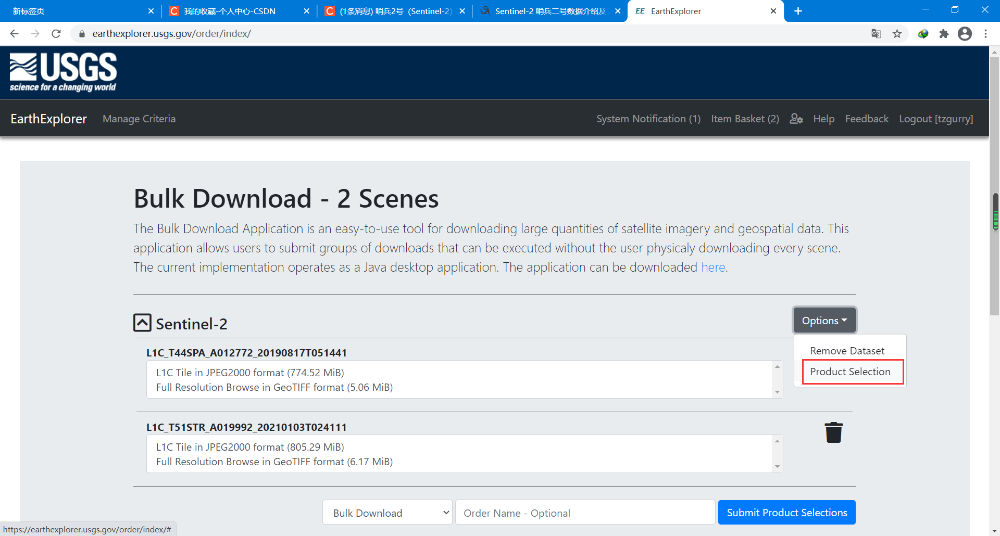 新标签页
我的收藏-个人中心-CSDN
(1条消息) 哨兵2号 (Sentinel-2)
Sentinel-2 哨兵二号数据介绍及
EE EarthExplorer
earthexplorer.usgs.gov/order/index/
USGS
science for a changing world
EarthExplorer
Manage Criteria
System Notification (1)
Item Basket (2)
Help
Feedback
Logout [tzgurry]
Bulk Download - 2 Scenes
The Bulk Download Application is an easy-to-use tool for downloading large quantities of satellite imagery and geospatial data. This
application allows users to submit groups of downloads that can be executed without the user physicaly downloading every scene.
The current implementation operates as a Java desktop application. The application can be downloaded here.
Sentinel-2
Options
Remove Dataset
Product Selection
L1C_T44SPA_A012772_20190817T051441
L1C Tile in JPEG2000 format (774.52 MiB)
Full Resolution Browse in GeoTIFF format (5.06 MiB)
L1C_T51STR_A019992_20210103T024111
L1C Tile in JPEG2000 format (805.29 MiB)
Full Resolution Browse in GeoTIFF format (6.17 MiB)
Bulk Download
Order Name - Optional
Submit Product Selections
https://earthexplorer.usgs.gov/order/index/#